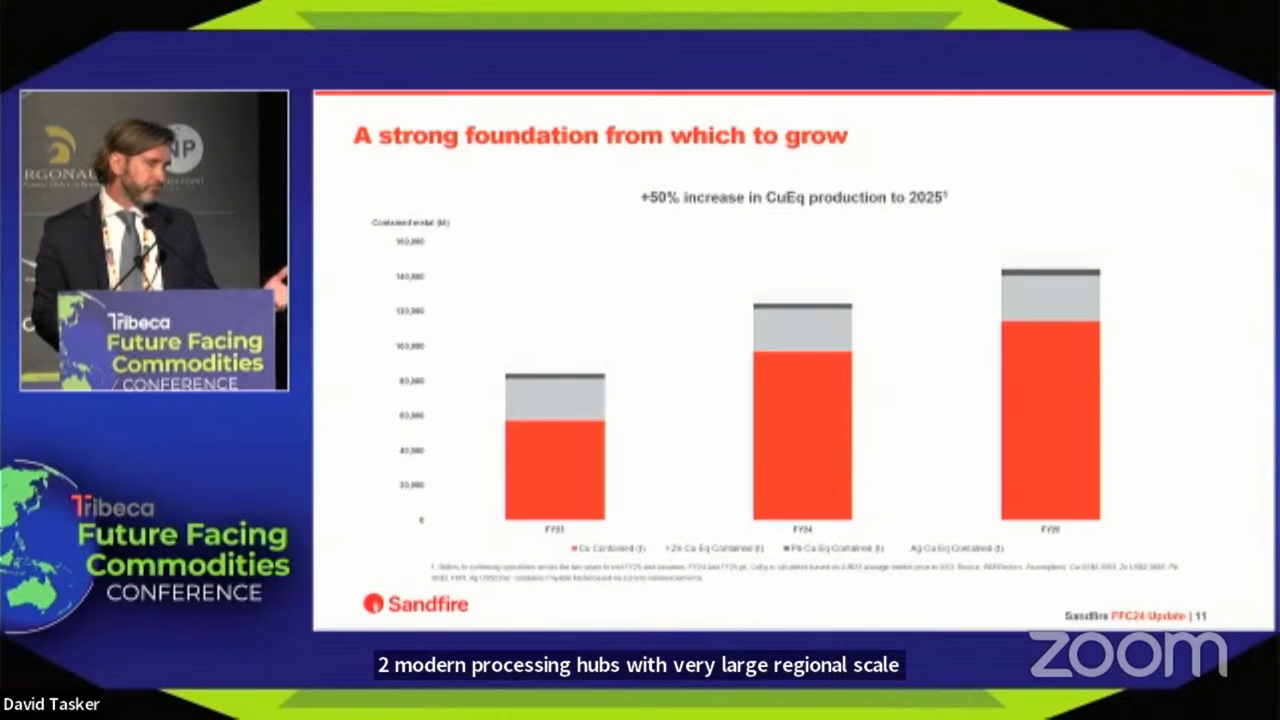 A strong foundation from which to grow
+50% increase in CuEq production to 2025¹
Contained metal (t)
160,000
140,000
120,000
100,000
80,000
60,000
40,000
20,000
0
FY23
FY24
FY25
Cu Contained (t)
Zn Cu Eq Contained (t)
Pb Cu Eq Contained (t)
Ag Cu Eq Contained (t)
Sandfire
Sandfire FFC24 Update | 11
RGONAU
NP
Tribeca
Future Facing
Commodities
/ CONFERENCE
Tribeca
Future Facing
Commodities
CONFERENCE
2 modern processing hubs with very large regional scale
zoom
David Tasker